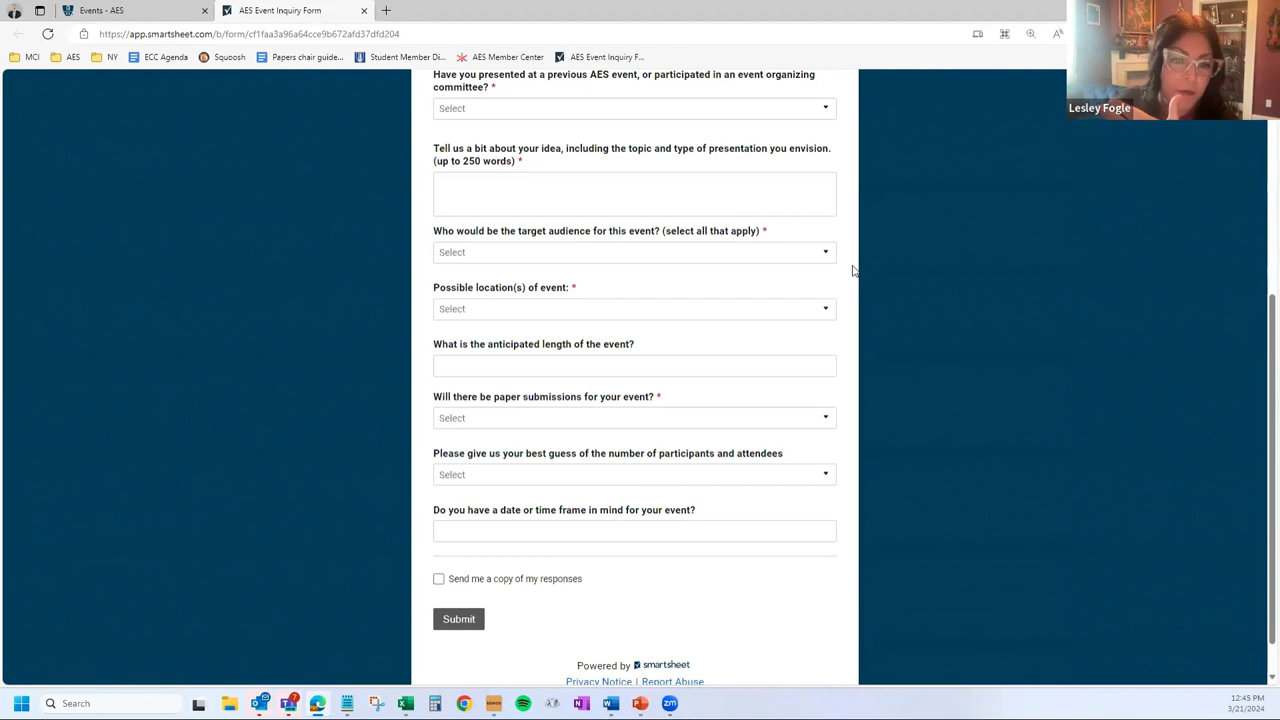 Events - AES
AES Event Inquiry Form
https://app.smartsheet.com/b/form/cf1faa3a96a64cce9b672afd37dfd204
MCI
AES
NY
ECC Agenda
Squoosh
Papers chair guide...
Student Member Di...
AES Member Center
AES Event Inquiry F...
Lesley Fogle
Have you presented at a previous AES event, or participated in an event organizing
committee? *
Select
Tell us a bit about your idea, including the topic and type of presentation you envision.
(up to 250 words) *
Who would be the target audience for this event? (select all that apply) *
Select
Possible location(s) of event: *
Select
What is the anticipated length of the event?
Will there be paper submissions for your event? *
Select
Please give us your best guess of the number of participants and attendees
Select
Do you have a date or time frame in mind for your event?
Send me a copy of my responses
Submit
Powered by smartsheet
Privacy Notice | Report Abuse
Search
7
12:45 PM
3/21/2024